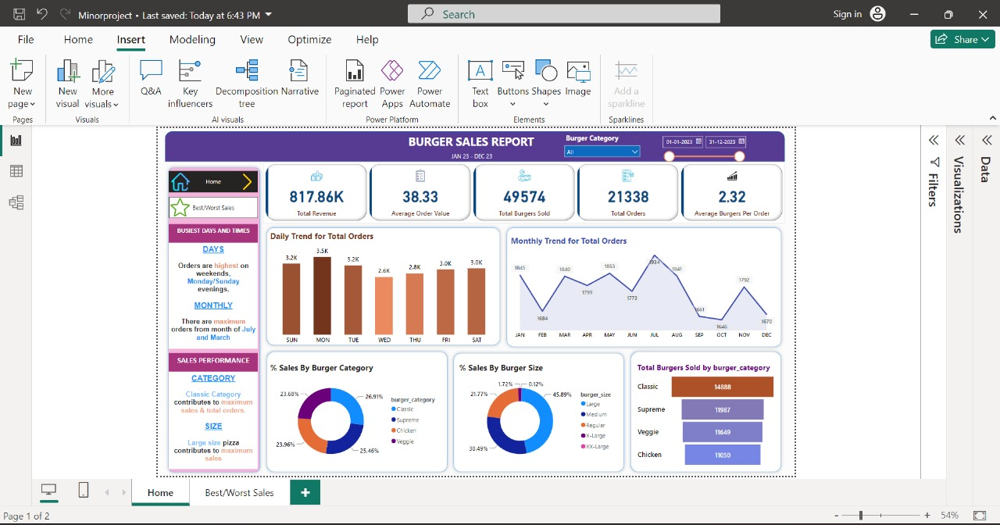 Minorproject • Last saved: Today at 6:43 PM
Search
Sign in
File Home Insert Modeling View Optimize Help
Share
New page
New visual
More visuals
Q&A
Key influencers
Decomposition tree
Narrative
Paginated report
Power Apps
Power Automate
Text box
Buttons
Shapes
Image
Add a sparkline
Pages
Visuals
AI visuals
Power Platform
Elements
Sparklines
BURGER SALES REPORT
JAN 23 - DEC 23
Burger Category
All
01-01-2023
31-12-2023
Home
Best/Worst Sales
BUSIEST DAYS AND TIMES
DAYS
Orders are highest on
weekends,
Monday/Sunday
evenings.
MONTHLY
There are maximum
orders from month of July
and March
SALES PERFORMANCE
CATEGORY
Classic Category
contributes to maximum
sales & total orders.
SIZE
Large size pizza
contributes to maximum
sales
817.86K
Total Revenue
38.33
Average Order Value
49574
Total Burgers Sold
21338
Total Orders
2.32
Average Burgers Per Order
Daily Trend for Total Orders
3.2K 3.5K 3.2K 2.6K 2.8K 3.0K 3.0K
SUN MON TUE WED THU FRI SAT
Monthly Trend for Total Orders
1845 1684 1840 1799 1853 1773 1934 1841 1661 1646 1792 1670
JAN FEB MAR APR MAY JUN JUL AUG SEP OCT NOV DEC
% Sales By Burger Category
23.68%
26.91%
23.96%
25.46%
burger_category
Classic
Supreme
Chicken
Veggie
% Sales By Burger Size
1.72%
0.12%
21.77%
45.89%
30.49%
burger_size
Large
Medium
Regular
X-Large
XX-Large
Total Burgers Sold by burger_category
Classic 14888
Supreme 11987
Veggie 11649
Chicken 11050
Filters
Visualizations
Data
Home
Best/Worst Sales
+
Page 1 of 2
- + 54%